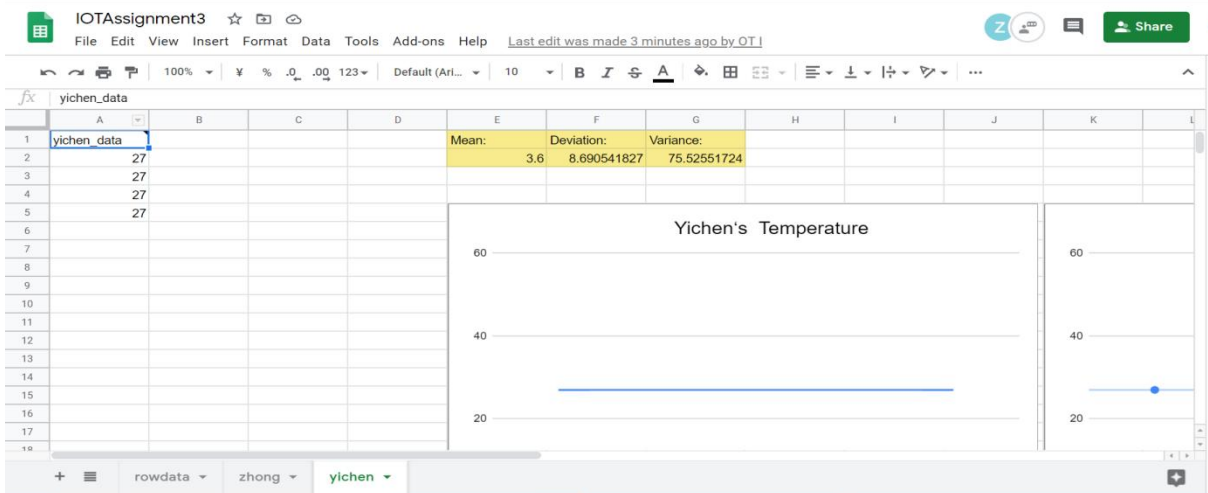 IOTAssignment3
File Edit View Insert Format Data Tools Add-ons Help Last edit was made 3 minutes ago by OT I
Z
Share
100% ¥ % .0 .00 123 Default (Ari... 10 B I S A ...
fx yichen_data
A B C D E F G H I J K L
1 yichen_data Mean: Deviation: Variance:
2 27 3.6 8.690541827 75.52551724
3 27
4 27
5 27
6
7
8
9
10
11
12
13
14
15
16
17
18
Yichen‘s Temperature
60
40
20
60
40
20
+ rowdata zhong yichen